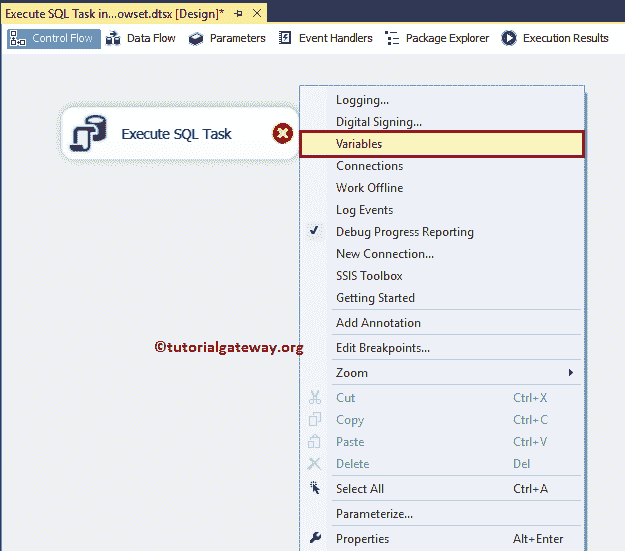 Execute SQL Task in...owset.dtsx [Design]*
Control Flow Data Flow Parameters Event Handlers Package Explorer Execution Results
Execute SQL Task
Logging...
Digital Signing...
Variables
Connections
Work Offline
Log Events
Debug Progress Reporting
New Connection...
SSIS Toolbox
Getting Started
Add Annotation
©tutorialgateway.org
Edit Breakpoints...
Zoom
Cut Ctrl+X
Copy Ctrl+C
Paste Ctrl+V
Delete Del
Select All Ctrl+A
Parameterize...
Properties Alt+Enter